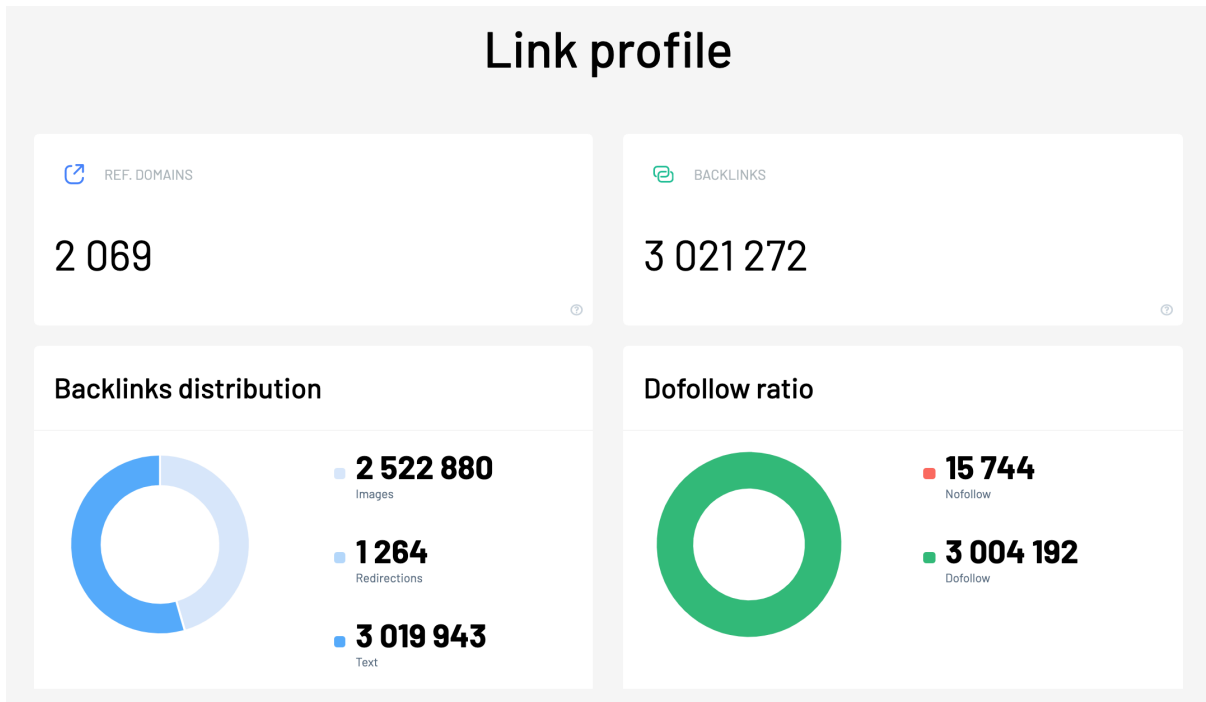 Link profile
REF. DOMAINS
2 069
BACKLINKS
3 021 272
Backlinks distribution
2 522 880
Images
1 264
Redirections
3 019 943
Text
Dofollow ratio
15 744
Nofollow
3 004 192
Dofollow